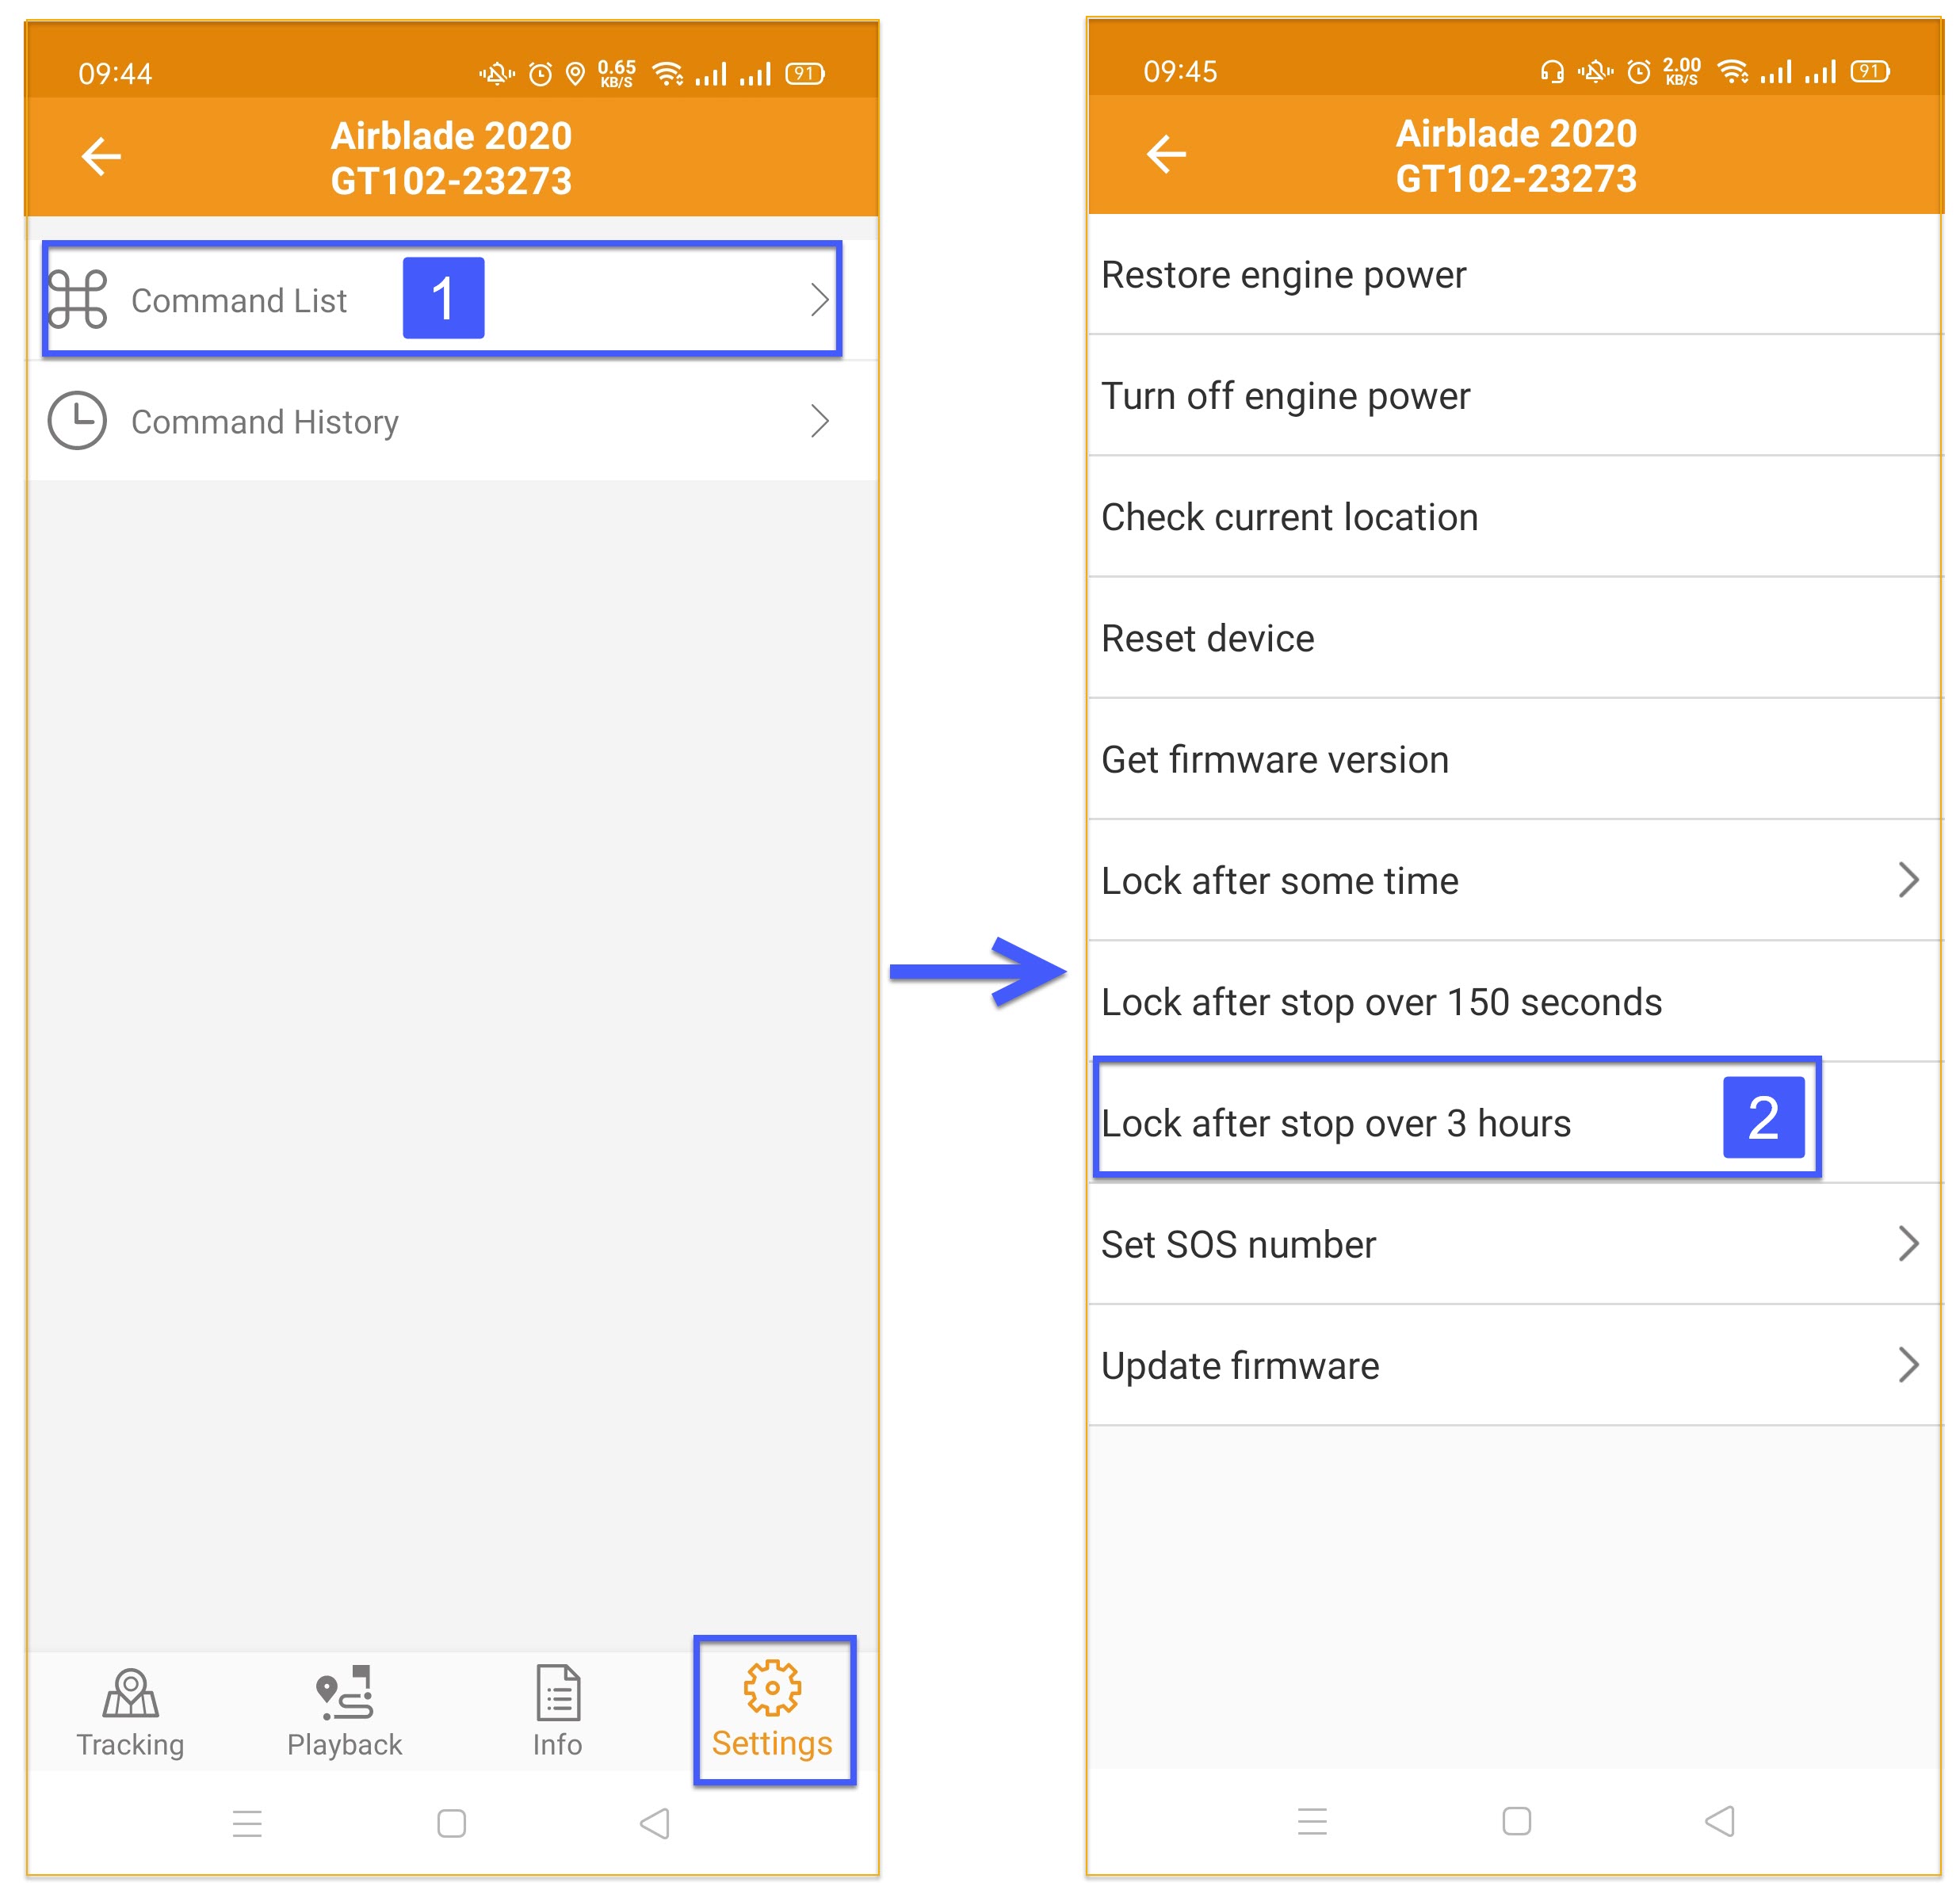 09:44
0.65
KB/S
91
Airblade 2020
GT102-23273
Command List
1
Command History
Tracking
Playback
Info
Settings
09:45
2.00
KB/S
91
Airblade 2020
GT102-23273
Restore engine power
Turn off engine power
Check current location
Reset device
Get firmware version
Lock after some time
Lock after stop over 150 seconds
Lock after stop over 3 hours
2
Set SOS number
Update firmware